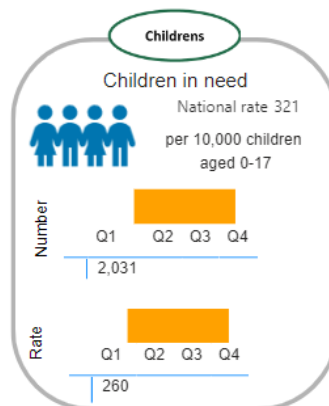 Childrens
Children in need
National rate 321
per 10,000 children
aged 0-17
Number
Q1 Q2 Q3 Q4
2,031
Rate
Q1 Q2 Q3 Q4
260